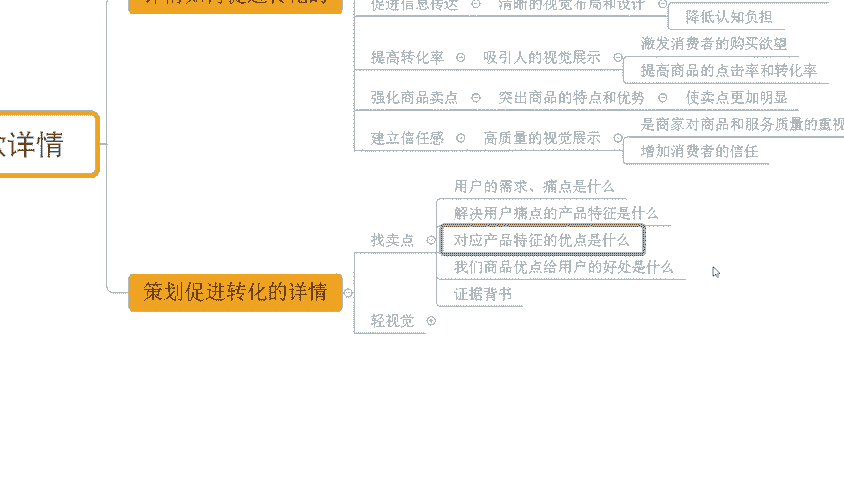 促进信息传达
清晰的视觉布局和设计
降低认知负担
提高转化率
吸引人的视觉展示
激发消费者的购买欲望
提高商品的点击率和转化率
强化商品卖点
突出商品的特点和优势
使卖点更加明显
建立信任感
高质量的视觉展示
是商家对商品和服务质量的重视
增加消费者的信任
详情
策划促进转化的详情
找卖点
用户的需求、痛点是什么
解决用户痛点的产品特征是什么
对应产品特征的优点是什么
我们商品优点给用户的好处是什么
证据背书
轻视觉